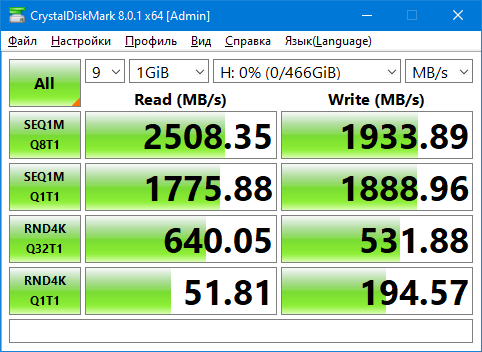 CrystalDiskMark 8.0.1 x64 [Admin]
Файл Настройки Профиль Вид Справка Язык(Language)
All 9 1GiB H: 0% (0/466GiB) MB/s
Read (MB/s) Write (MB/s)
SEQ1M
Q8T1 2508.35 1933.89
SEQ1M
Q1T1 1775.88 1888.96
RND4K
Q32T1 640.05 531.88
RND4K
Q1T1 51.81 194.57